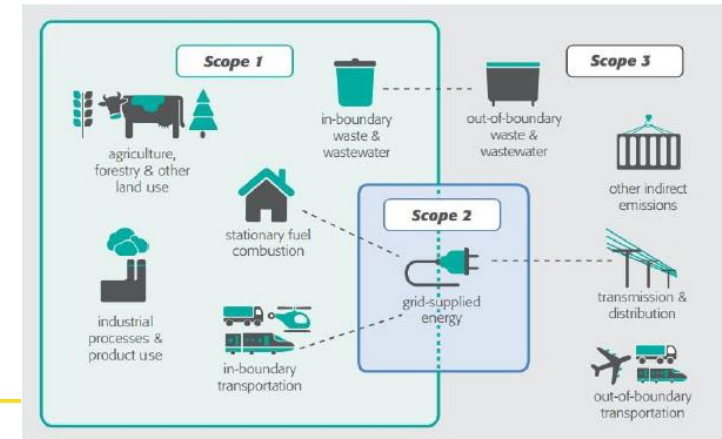 Scope 1
Scope 3
in-boundary
waste &
wastewater
out-of-boundary
waste &
wastewater
agriculture,
forestry & other
land use
other indirect
emissions
Scope 2
stationary fuel
combustion
grid-supplied
energy
transmission &
distribution
industrial
processes &
product use
in-boundary
transportation
out-of-boundary
transportation